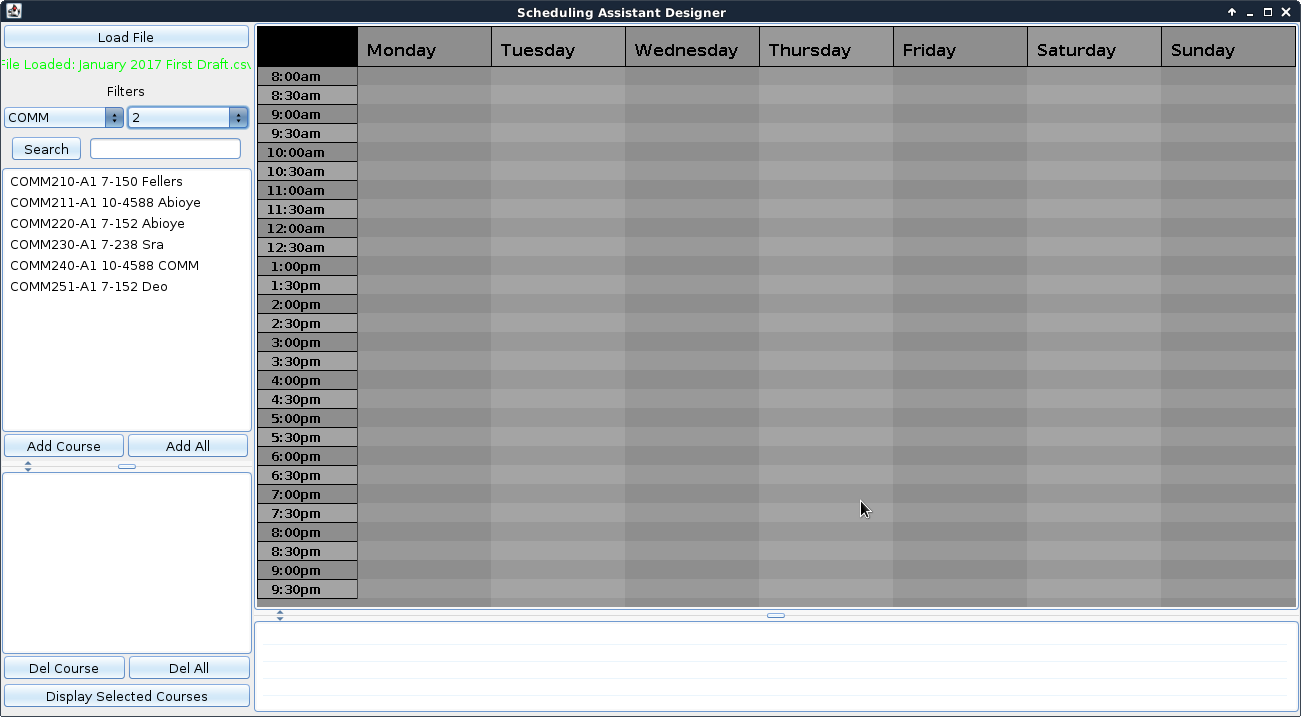 Scheduling Assistant Designer
Load File
File Loaded: January 2017 First Draft.csv
Filters
COMM 2
Search
COMM210-A1 7-150 Fellers
COMM211-A1 10-4588 Abioye
COMM220-A1 7-152 Abioye
COMM230-A1 7-238 Sra
COMM240-A1 10-4588 COMM
COMM251-A1 7-152 Deo
Add Course Add All
Del Course Del All
Display Selected Courses
Monday Tuesday Wednesday Thursday Friday Saturday Sunday
8:00am
8:30am
9:00am
9:30am
10:00am
10:30am
11:00am
11:30am
12:00am
12:30am
1:00pm
1:30pm
2:00pm
2:30pm
3:00pm
3:30pm
4:00pm
4:30pm
5:00pm
5:30pm
6:00pm
6:30pm
7:00pm
7:30pm
8:00pm
8:30pm
9:00pm
9:30pm